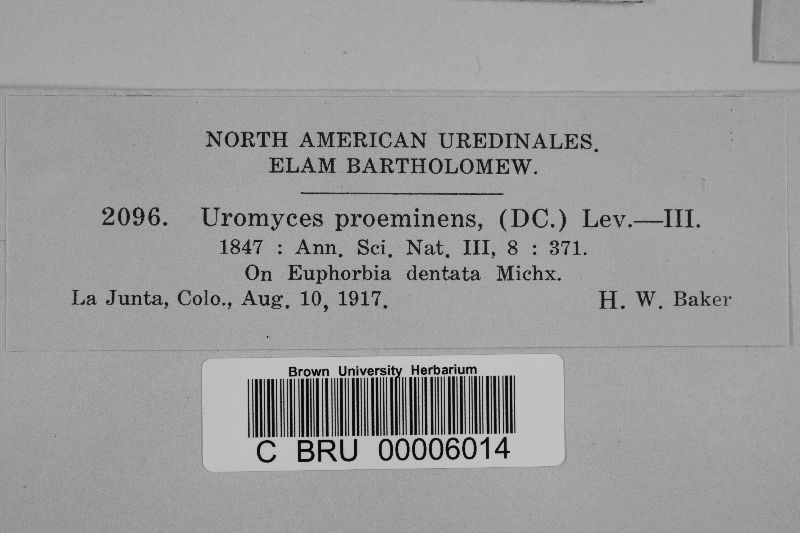 NORTH AMERICAN UREDINALES.
ELAM BARTHOLOMEW.
2096. Uromyces proeminens, (DC.) Lev.—III.
1847 : Ann. Sci. Nat. III, 8 : 371.
On Euphorbia dentata Michx.
La Junta, Colo., Aug. 10, 1917. H. W. Baker
Brown University Herbarium
C BRU 00006014